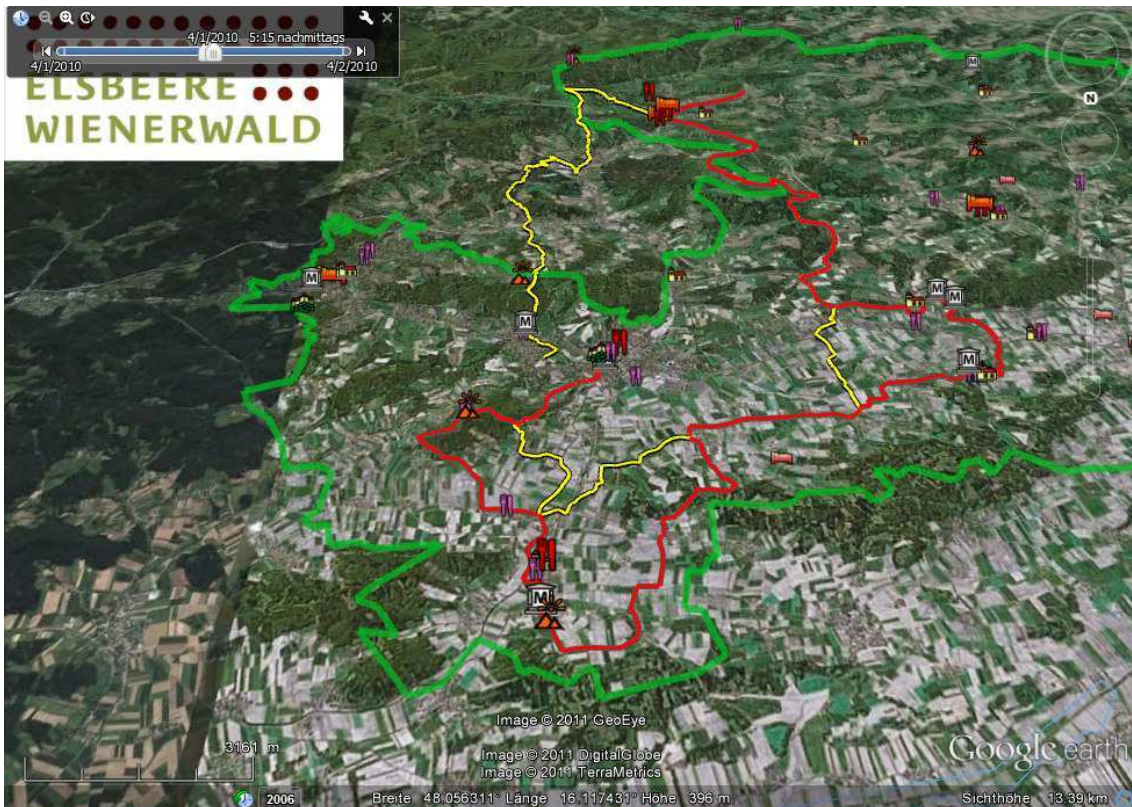 4/1/2010 5:15 nachmittags
4/1/2010 4/2/2010
ELSBEERE
WIENERWALD
N
M
M
M
M
M
M
M
Image © 2011 GeoEye
3161 m
Image © 2011 DigitalGlobe
Image © 2011 TerraMetrics
Google earth
2006 Breite 48.056311° Länge 16.117431° Höhe 396 m Sichthöhe 13.39 km